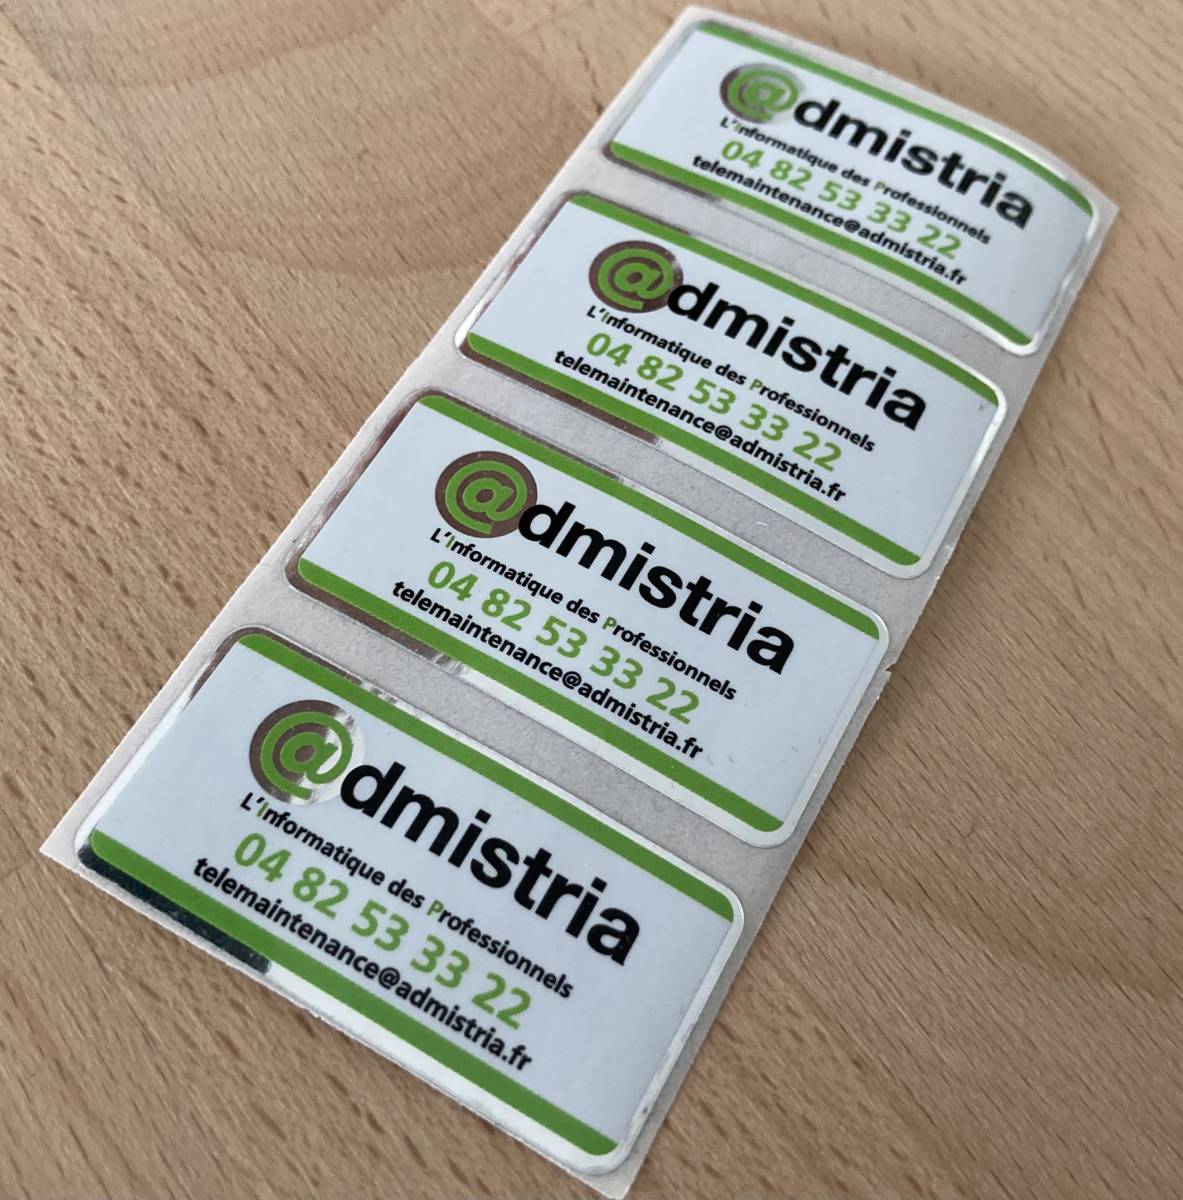 @dmistria
L'Informatique des Professionnels
04 82 53 33 22
telemaintenance@admistria.fr
@dmistria
L'Informatique des Professionnels
04 82 53 33 22
telemaintenance@admistria.fr
@dmistria
L'Informatique des Professionnels
04 82 53 33 22
telemaintenance@admistria.fr
@dmistria
L'Informatique des Professionnels
04 82 53 33 22
telemaintenance@admistria.fr